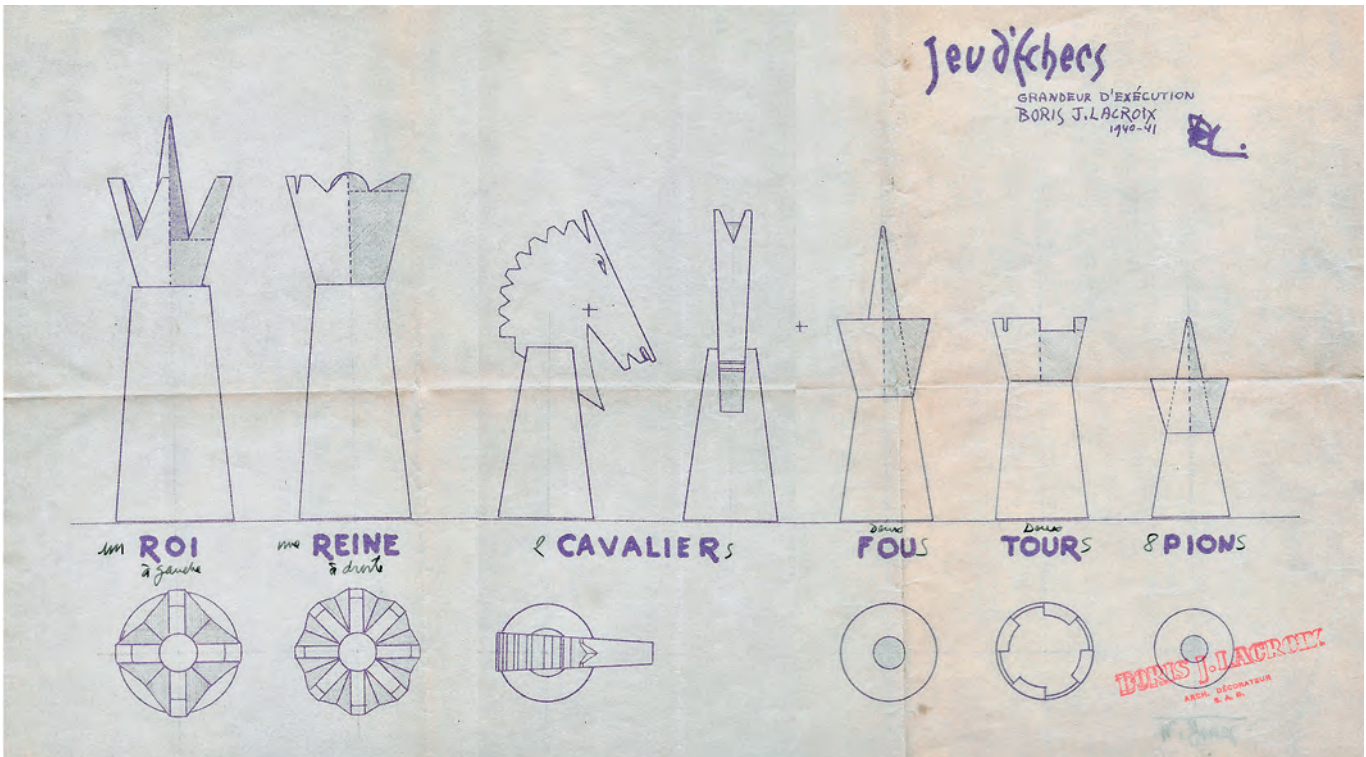 Jeu d'Échecs
GRANDEUR D'EXÉCUTION
BORIS J. LACROIX
1940-41
un ROI
à gauche
une REINE
à droite
2 CAVALIERs
Deux
FOUS
Deux
TOURS
8 PIONS
BORIS J. LACROIX
ARCH. DÉCORATEUR
S. A. D.